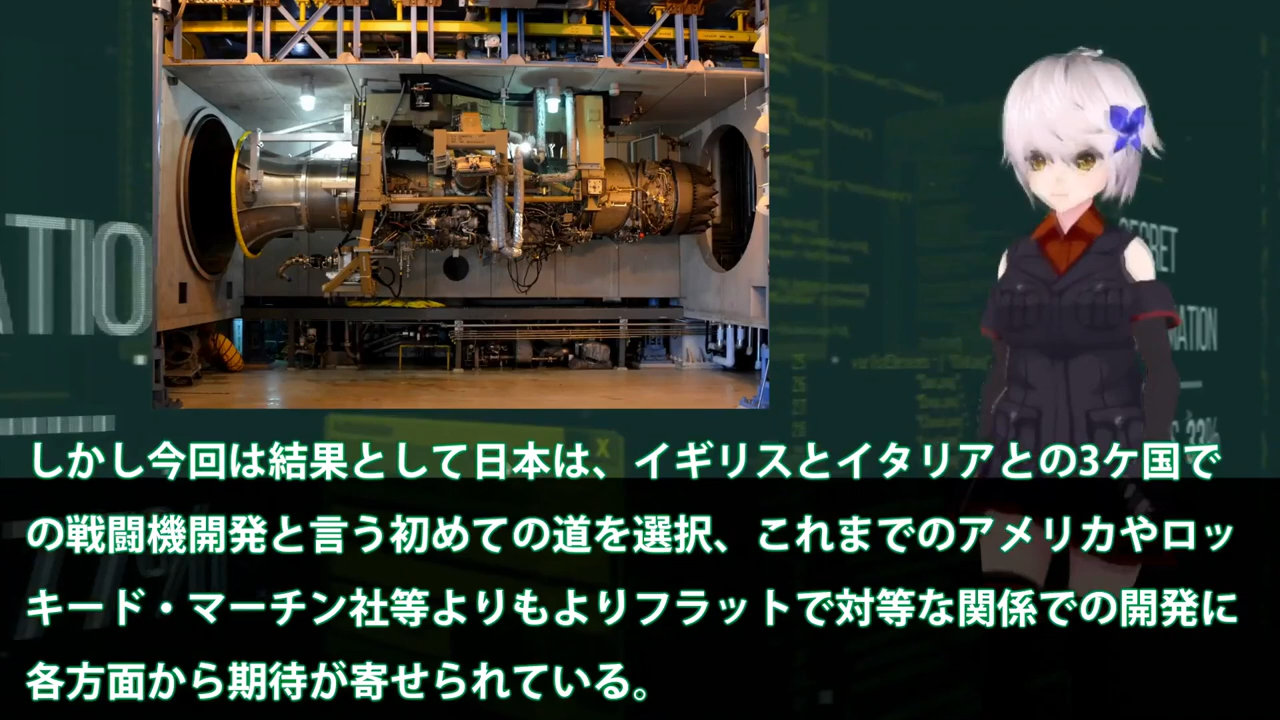 ATIO
SECRET
MATION
33%
しかし今回は結果として日本は、イギリスとイタリアとの3ケ国で
の戦闘機開発と言う初めての道を選択、これまでのアメリカやロッ
キード・マーチン社等よりもよりフラットで対等な関係での開発に
各方面から期待が寄せられている。
77%